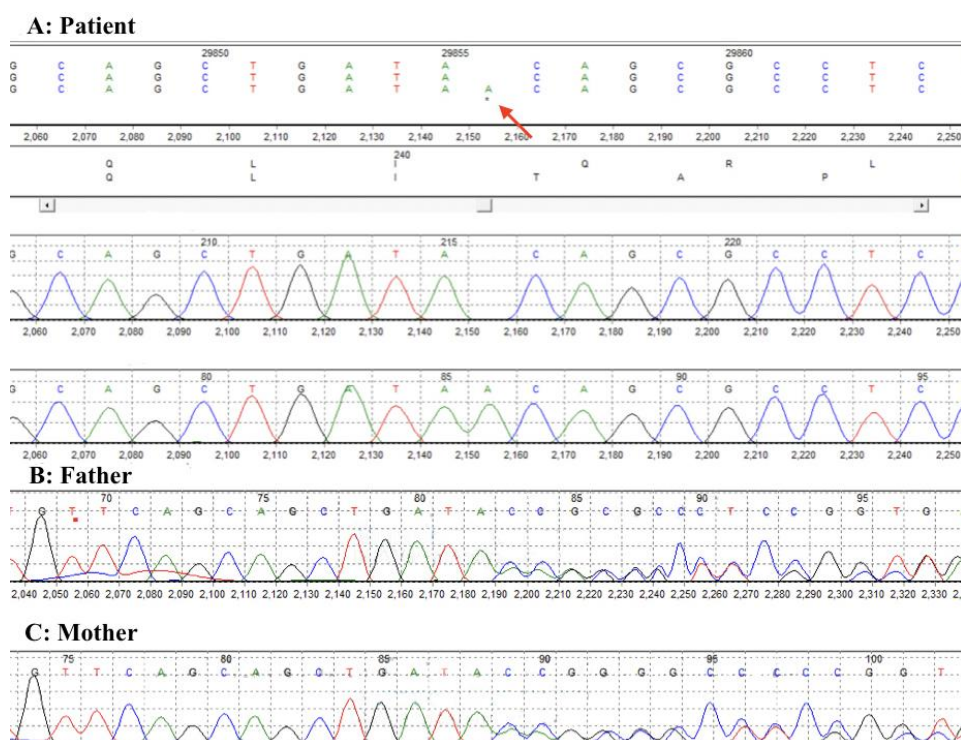 A: Patient
29850 29855 29860
G C A G C T G A T A C A G C G C C T C
G C A G C T G A T A C A G C G C C T C
G C A G C T G A T A A C A G C G C C T C
*
2,060 2,070 2,080 2,090 2,100 2,110 2,120 2,130 2,140 2,150 2,160 2,170 2,180 2,190 2,200 2,210 2,220 2,230 2,240 2,250
240
Q L I Q R L
Q L I T A P
210 215 220
G C A G C T G A T A C A G C G C C T C
2,060 2,070 2,080 2,090 2,100 2,110 2,120 2,130 2,140 2,150 2,160 2,170 2,180 2,190 2,200 2,210 2,220 2,230 2,240 2,250
80 85 90 95
G C A G C T G A T A A C A G C G C C T C
2,060 2,070 2,080 2,090 2,100 2,110 2,120 2,130 2,140 2,150 2,160 2,170 2,180 2,190 2,200 2,210 2,220 2,230 2,240 2,250
B: Father
70 75 80 85 90 95
T G T T C A G C A G C T G A T A C C G C G C C C T C C G G T G
2,040 2,050 2,060 2,070 2,080 2,090 2,100 2,110 2,120 2,130 2,140 2,150 2,160 2,170 2,180 2,190 2,200 2,210 2,220 2,230 2,240 2,250 2,260 2,270 2,280 2,290 2,300 2,310 2,320 2,330
C: Mother
75 80 85 90 95 100
G T T C A G C A G C T G A T A C C G G G G C C C C C G G T